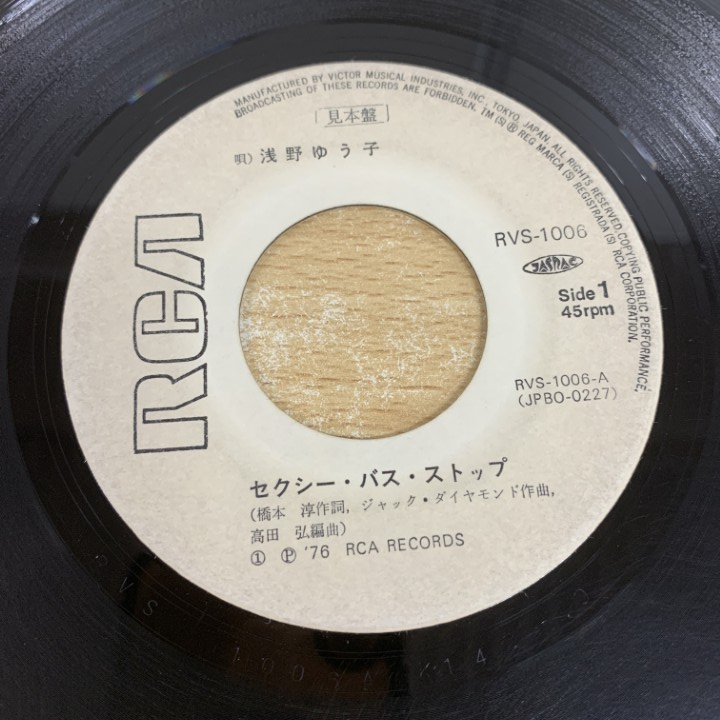 MANUFACTURED BY VICTOR MUSICAL INDUSTRIES, INC., TOKYO, JAPAN. ALL RIGHTS RESERVED. COPYING PUBLIC PERFORMANCE,
BROADCASTING OF THESE RECORDS ARE FORBIDDEN. TM (S) ® REG MARCA (S) REGISTRADA (S) RCA CORPORATION.
見本盤
唄) 浅野ゆう子
RCA
RVS-1006
JASRAC
Side 1
45rpm
RVS-1006-A
(JPBO-0227)
セクシー・バス・ストップ
(橋本 淳作詞, ジャック・ダイヤモンド作曲,
高田 弘編曲)
① ℗ '76 RCA RECORDS